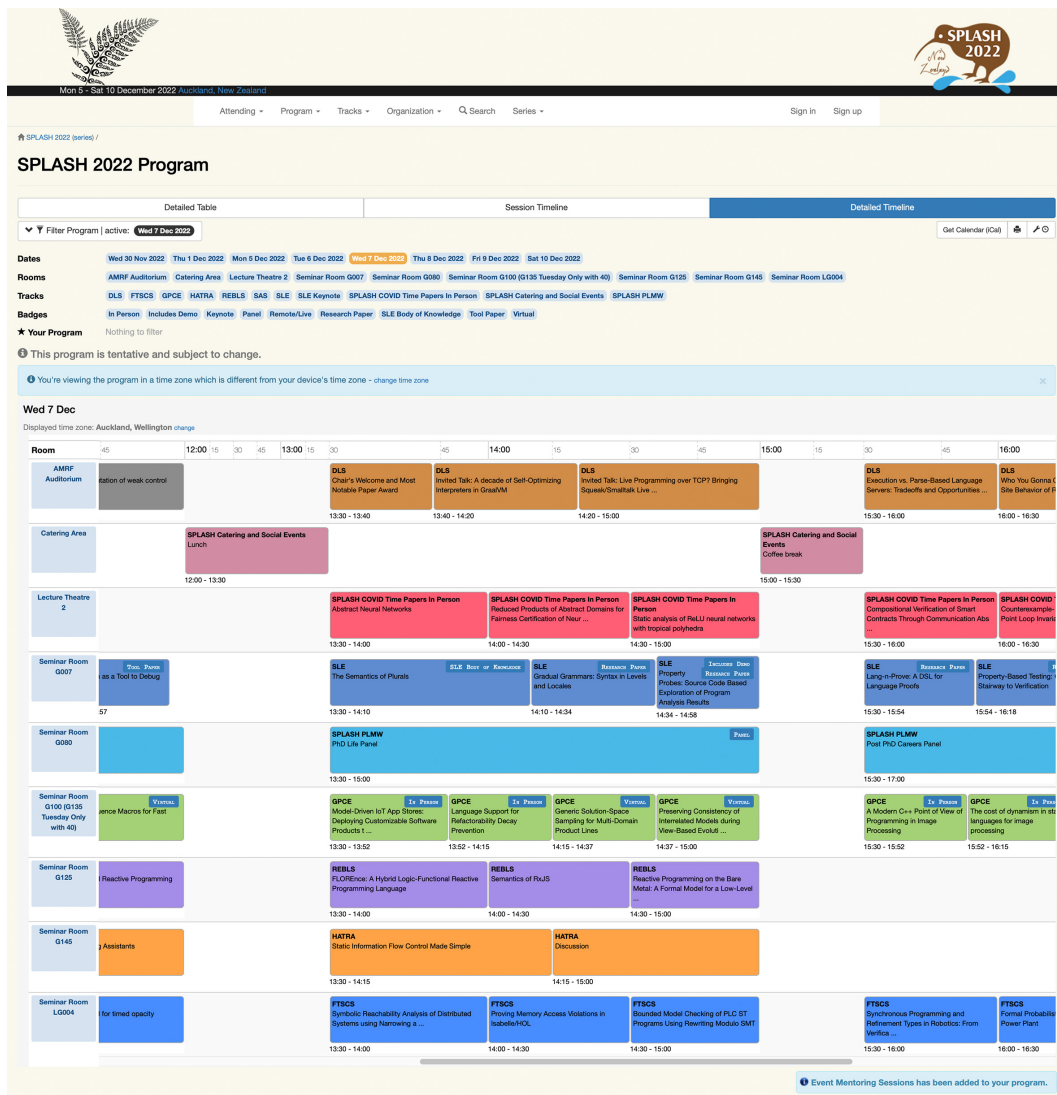 SPLASH
2022
New
Zealand
Mon 5 - Sat 10 December 2022 Auckland, New Zealand
Attending Program Tracks Organization Search Series Sign in Sign up
SPLASH 2022 (series) /
SPLASH 2022 Program
Detailed Table Session Timeline Detailed Timeline
Filter Program | active: Wed 7 Dec 2022 Get Calendar (iCal)
Dates Wed 30 Nov 2022 Thu 1 Dec 2022 Mon 5 Dec 2022 Tue 6 Dec 2022 Wed 7 Dec 2022 Thu 8 Dec 2022 Fri 9 Dec 2022 Sat 10 Dec 2022
Rooms AMRF Auditorium Catering Area Lecture Theatre 2 Seminar Room G007 Seminar Room G080 Seminar Room G100 (G135 Tuesday Only with 40) Seminar Room G125 Seminar Room G145 Seminar Room LG004
Tracks DLS FTSCS GPCE HATRA REBLS SAS SLE SLE Keynote SPLASH COVID Time Papers In Person SPLASH Catering and Social Events SPLASH PLMW
Badges In Person Includes Demo Keynote Panel Remote/Live Research Paper SLE Body of Knowledge Tool Paper Virtual
★ Your Program Nothing to filter
This program is tentative and subject to change.
You're viewing the program in a time zone which is different from your device's time zone - change time zone ×
Wed 7 Dec
Displayed time zone: Auckland, Wellington change
Room 45 12:00 15 30 45 13:00 15 30 45 14:00 15 30 45 15:00 15 30 45 16:00
AMRF
Auditorium
tation of weak control
DLS
Chair's Welcome and Most
Notable Paper Award
13:30 - 13:40
DLS
Invited Talk: A decade of Self-Optimizing
Interpreters in GraalVM
13:40 - 14:20
DLS
Invited Talk: Live Programming over TCP? Bringing
Squeak/Smalltalk Live ...
14:20 - 15:00
DLS
Execution vs. Parse-Based Language
Servers: Tradeoffs and Opportunities ...
15:30 - 16:00
DLS
Who You Gonna C
Site Behavior of R
16:00 - 16:30
Catering Area
SPLASH Catering and Social Events
Lunch
12:00 - 13:30
SPLASH Catering and Social
Events
Coffee break
15:00 - 15:30
Lecture Theatre
2
SPLASH COVID Time Papers In Person
Abstract Neural Networks
13:30 - 14:00
SPLASH COVID Time Papers In Person
Reduced Products of Abstract Domains for
Fairness Certification of Neur ...
14:00 - 14:30
SPLASH COVID Time Papers In
Person
Static analysis of ReLU neural networks
with tropical polyhedra
14:30 - 15:00
SPLASH COVID Time Papers In Person
Compositional Verification of Smart
Contracts Through Communication Abs
...
15:30 - 16:00
SPLASH COVID T
Counterexample-
Point Loop Invaria
16:00 - 16:30
Seminar Room
G007
Tool Paper
as a Tool to Debug
57
SLE SLE Body of Knowledge
The Semantics of Plurals
13:30 - 14:10
SLE Research Paper
Gradual Grammars: Syntax in Levels
and Locales
14:10 - 14:34
SLE Includes Demo
Property Research Paper
Probes: Source Code Based
Exploration of Program
Analysis Results
14:34 - 14:58
SLE Research Paper
Lang-n-Prove: A DSL for
Language Proofs
15:30 - 15:54
SLE R
Property-Based Testing:
Stairway to Verification
15:54 - 16:18
Seminar Room
G080
SPLASH PLMW Panel
PhD Life Panel
13:30 - 15:00
SPLASH PLMW
Post PhD Careers Panel
15:30 - 17:00
Seminar Room
G100 (G135
Tuesday Only
with 40)
Virtual
uence Macros for Fast
GPCE In Person
Model-Driven IoT App Stores:
Deploying Customizable Software
Products t ...
13:30 - 13:52
GPCE In Person
Language Support for
Refactorability Decay
Prevention
13:52 - 14:15
GPCE Virtual
Generic Solution-Space
Sampling for Multi-Domain
Product Lines
14:15 - 14:37
GPCE Virtual
Preserving Consistency of
Interrelated Models during
View-Based Evoluti ...
14:37 - 15:00
GPCE In Person
A Modern C++ Point of View of
Programming in Image
Processing
15:30 - 15:52
GPCE In Pers
The cost of dynamism in sta
languages for image
processing
15:52 - 16:15
Seminar Room
G125
l Reactive Programming
REBLS
FLOREnce: A Hybrid Logic-Functional Reactive
Programming Language
13:30 - 14:00
REBLS
Semantics of RxJS
14:00 - 14:30
REBLS
Reactive Programming on the Bare
Metal: A Formal Model for a Low-Level
...
14:30 - 15:00
Seminar Room
G145
g Assistants
HATRA
Static Information Flow Control Made Simple
13:30 - 14:15
HATRA
Discussion
14:15 - 15:00
Seminar Room
LG004
for timed opacity
FTSCS
Symbolic Reachability Analysis of Distributed
Systems using Narrowing a ...
13:30 - 14:00
FTSCS
Proving Memory Access Violations in
Isabelle/HOL
14:00 - 14:30
FTSCS
Bounded Model Checking of PLC ST
Programs Using Rewriting Modulo SMT
14:30 - 15:00
FTSCS
Synchronous Programming and
Refinement Types in Robotics: From
Verifica ...
15:30 - 16:00
FTSCS
Formal Probabilis
Power Plant
16:00 - 16:30
Event Mentoring Sessions has been added to your program.